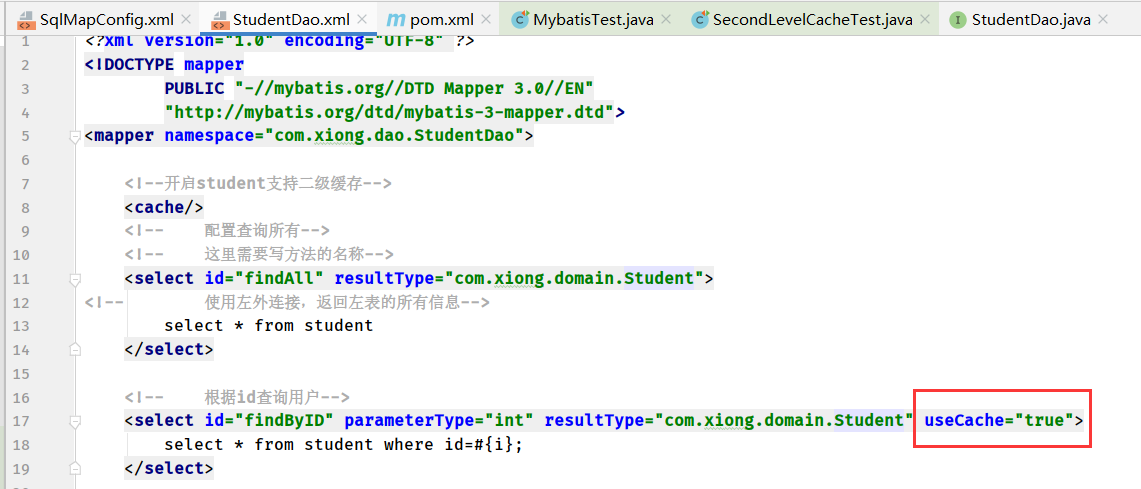 SqlMapConfig.xml × StudentDao.xml × m pom.xml × MybatisTest.java × SecondLevelCacheTest.java × I StudentDao.java ×
1 <?xml version="1.0" encoding="UTF-8" ?>
2 <!DOCTYPE mapper
3 PUBLIC "-//mybatis.org//DTD Mapper 3.0//EN"
4 "http://mybatis.org/dtd/mybatis-3-mapper.dtd">
5 <mapper namespace="com.xiong.dao.StudentDao">
6
7 <!--开启student支持二级缓存-->
8 <cache/>
9 <!-- 配置查询所有-->
10 <!-- 这里需要写方法的名称-->
11 <select id="findAll" resultType="com.xiong.domain.Student">
12 <!-- 使用左外连接，返回左表的所有信息-->
13 select * from student
14 </select>
15
16 <!-- 根据id查询用户-->
17 <select id="findByID" parameterType="int" resultType="com.xiong.domain.Student" useCache="true">
18 select * from student where id=#{i};
19 </select>